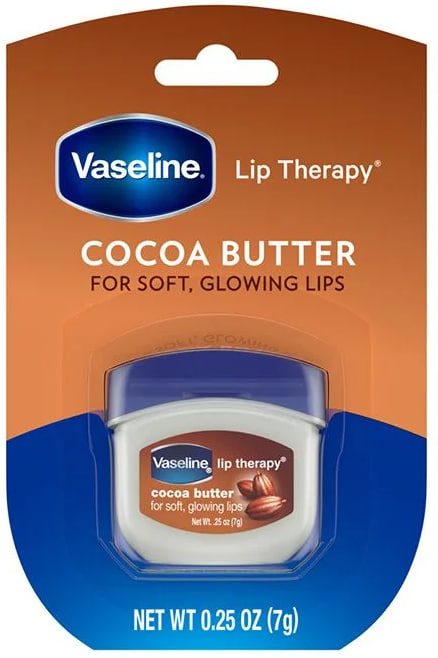 Vaseline® Lip Therapy®
COCOA BUTTER
FOR SOFT, GLOWING LIPS
Vaseline® lip therapy®
cocoa butter
for soft, glowing lips
Net Wt. .25 oz (7g)
NET WT 0.25 OZ (7g)